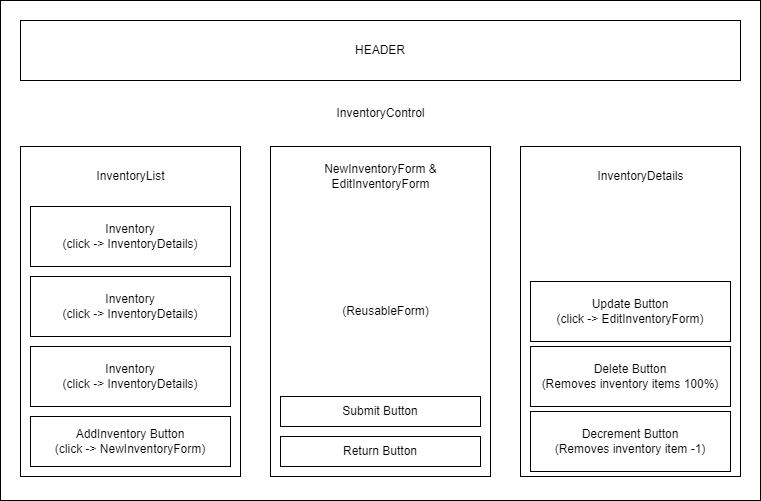 HEADER
InventoryControl
InventoryList
Inventory
(click -> InventoryDetails)
Inventory
(click -> InventoryDetails)
Inventory
(click -> InventoryDetails)
AddInventory Button
(click -> NewInventoryForm)
NewInventoryForm &
EditInventoryForm
(ReusableForm)
Submit Button
Return Button
InventoryDetails
Update Button
(click -> EditInventoryForm)
Delete Button
(Removes inventory items 100%)
Decrement Button
(Removes inventory item -1)